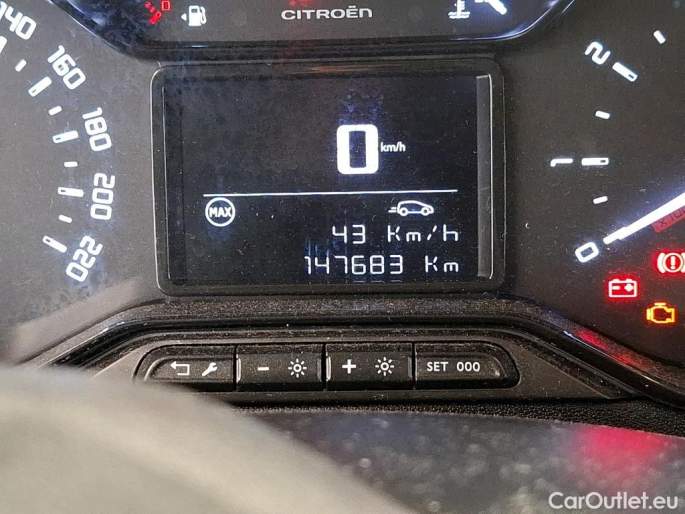 CITROËN
140
160
180
200
220
0 km/h
MAX
43 Km/h
147683 Km
2
1
0
- + SET 000
CarOutlet.eu